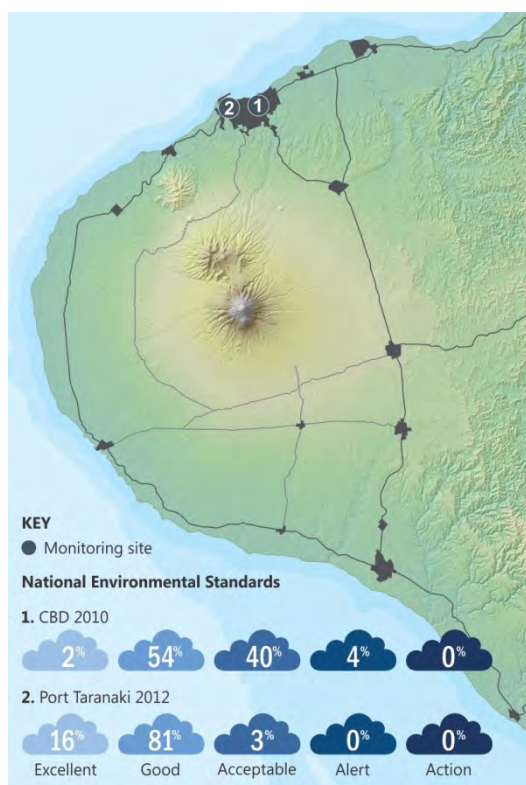 2 1
KEY
Monitoring site
National Environmental Standards
1. CBD 2010
2% 54% 40% 4% 0%
2. Port Taranaki 2012
16% 81% 3% 0% 0%
Excellent Good Acceptable Alert Action